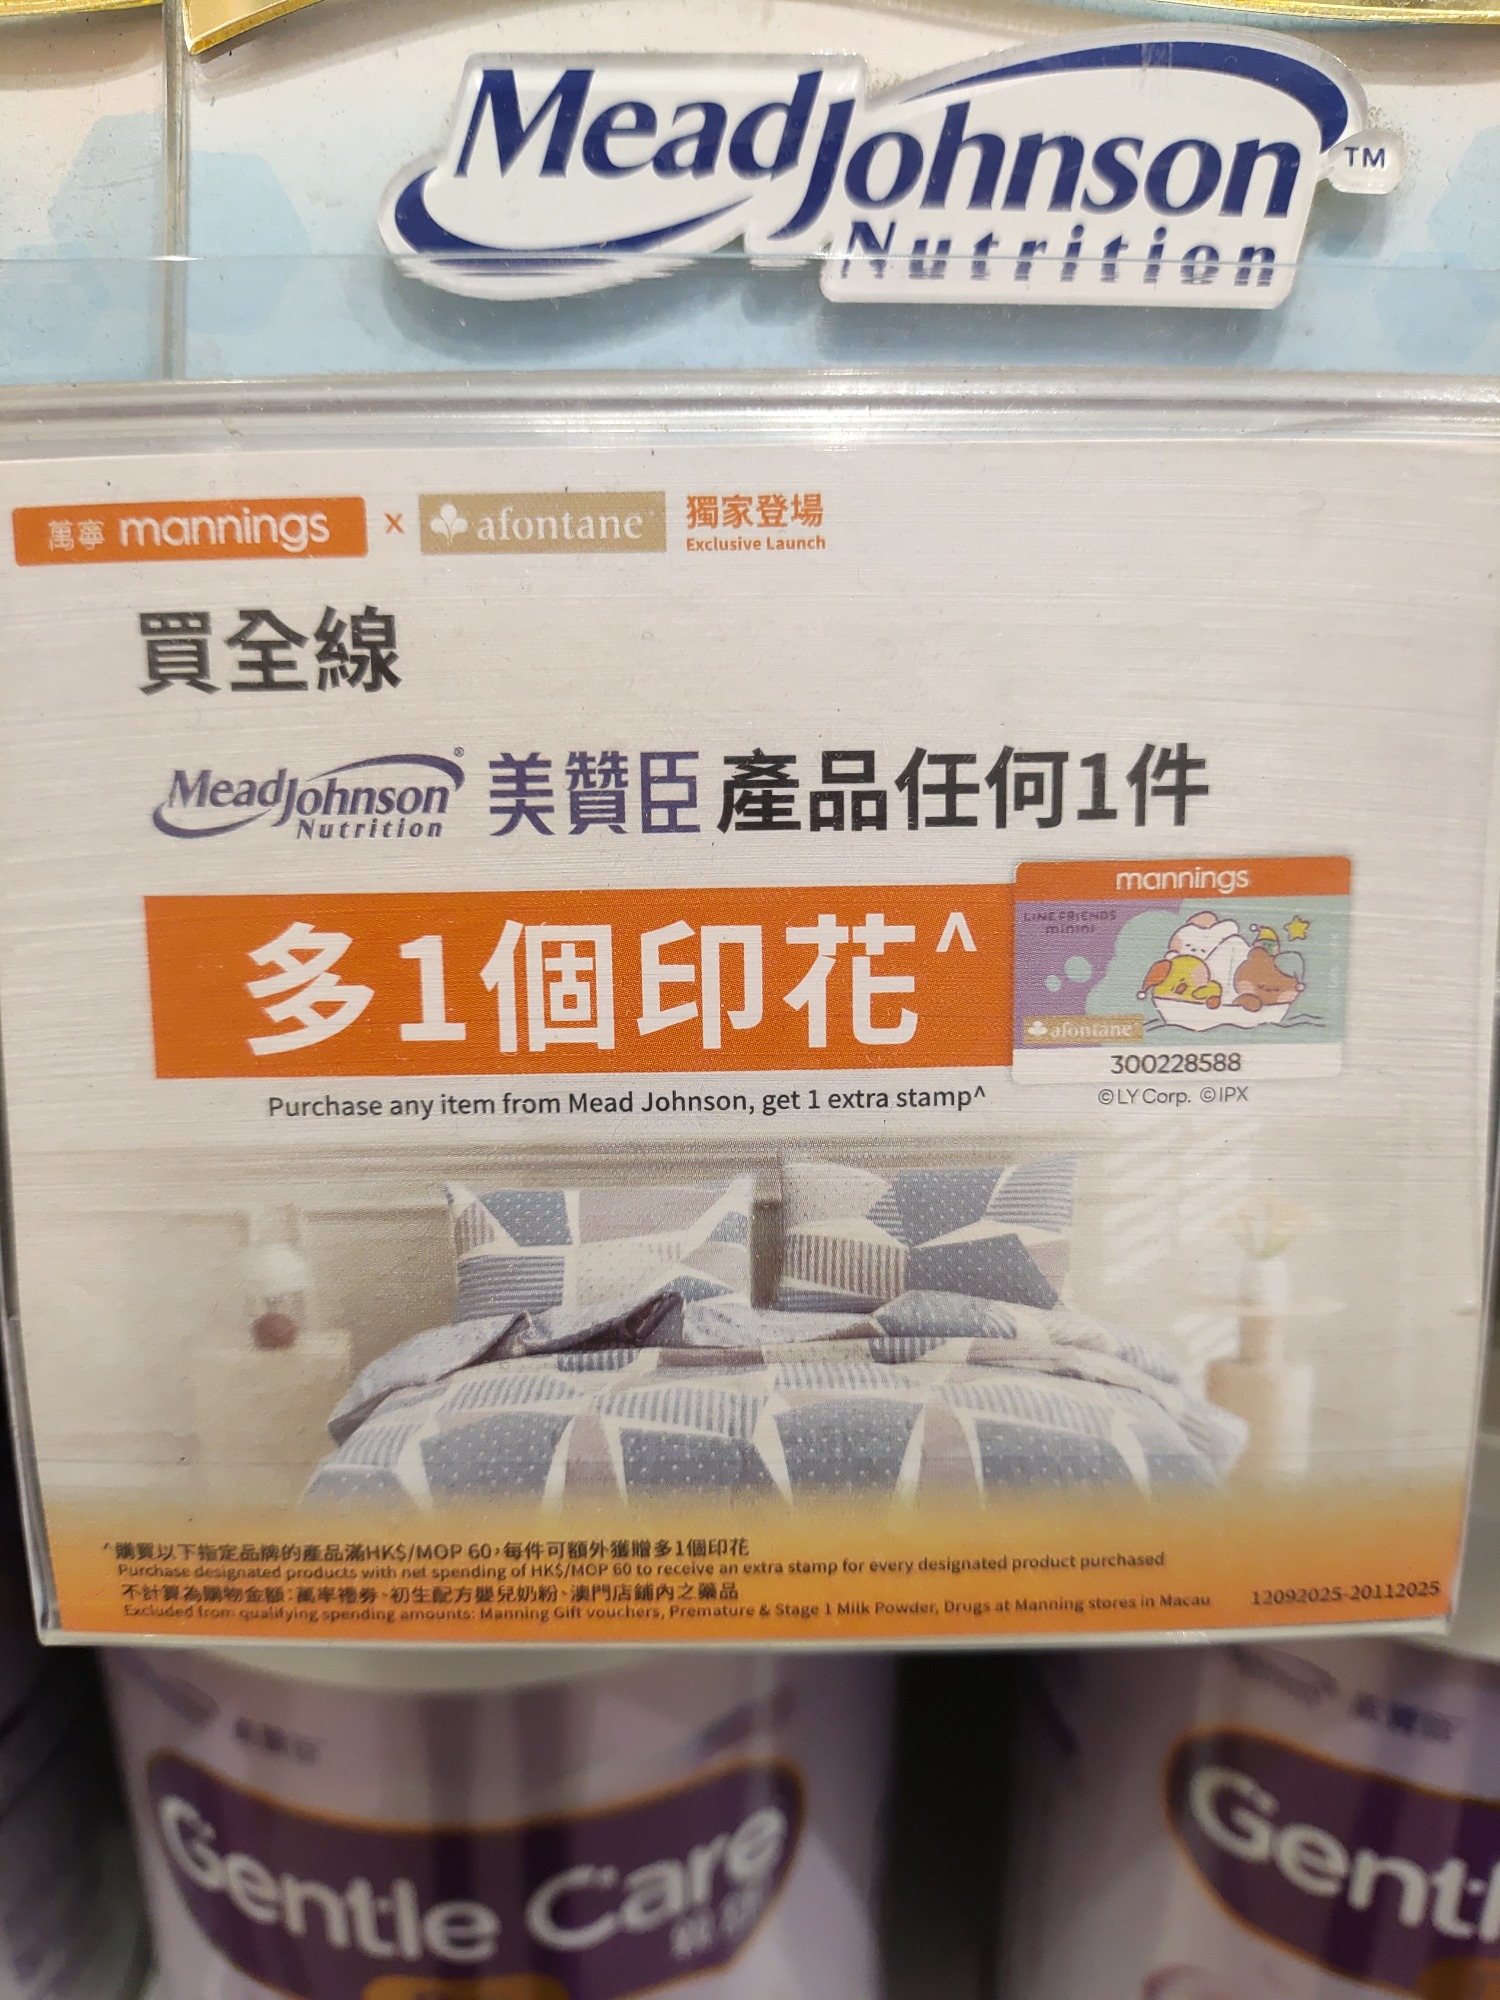 MeadJohnson™
Nutrition
萬寧 mannings x afontane 獨家登場
Exclusive Launch
買全線
MeadJohnson® 美贊臣產品任何1件
Nutrition
多1個印花^
mannings
LINE FRIENDS
minini
afontane
300228588
©LY Corp. ©IPX
Purchase any item from Mead Johnson, get 1 extra stamp^
^購買以下指定品牌的產品滿HK$/MOP 60，每件可額外獲贈多1個印花
Purchase designated products with net spending of HK$/MOP 60 to receive an extra stamp for every designated product purchased
不計算為購物金額：萬寧禮券、初生配方嬰兒奶粉、澳門店鋪內之藥品
Excluded from qualifying spending amounts: Manning Gift vouchers, Premature & Stage 1 Milk Powder, Drugs at Manning stores in Macau
12092025-20112025
Gentle Care
Gentl